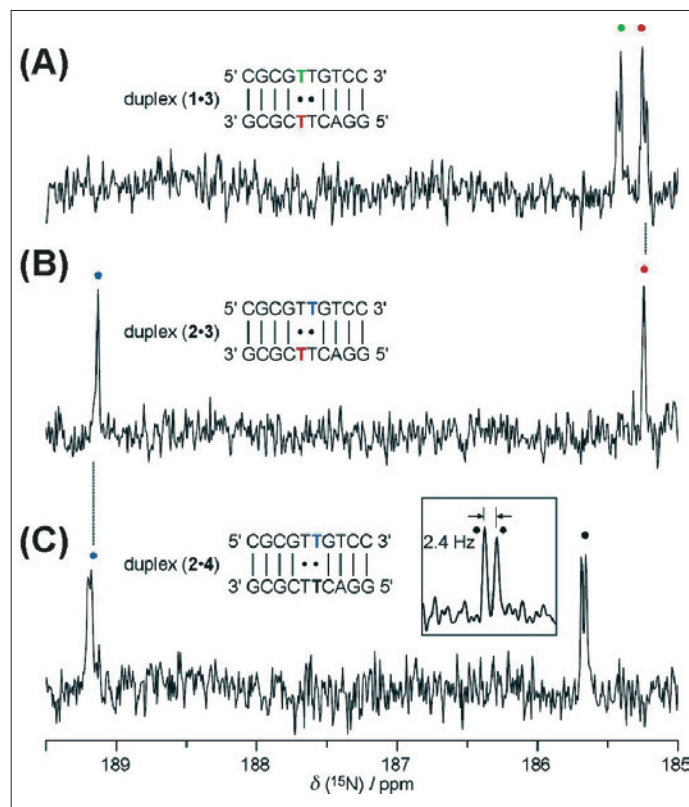 (A)
5' CGCGTTGTCC 3'
duplex (1•3)
3' GCGCTTCAGG 5'
(B)
5' CGCGTTGTCC 3'
duplex (2•3)
3' GCGCTTCAGG 5'
(C)
5' CGCGTTGTCC 3'
duplex (2•4)
3' GCGCTTCAGG 5'
2.4 Hz
189 188 187 186 185
δ (¹⁵N) / ppm